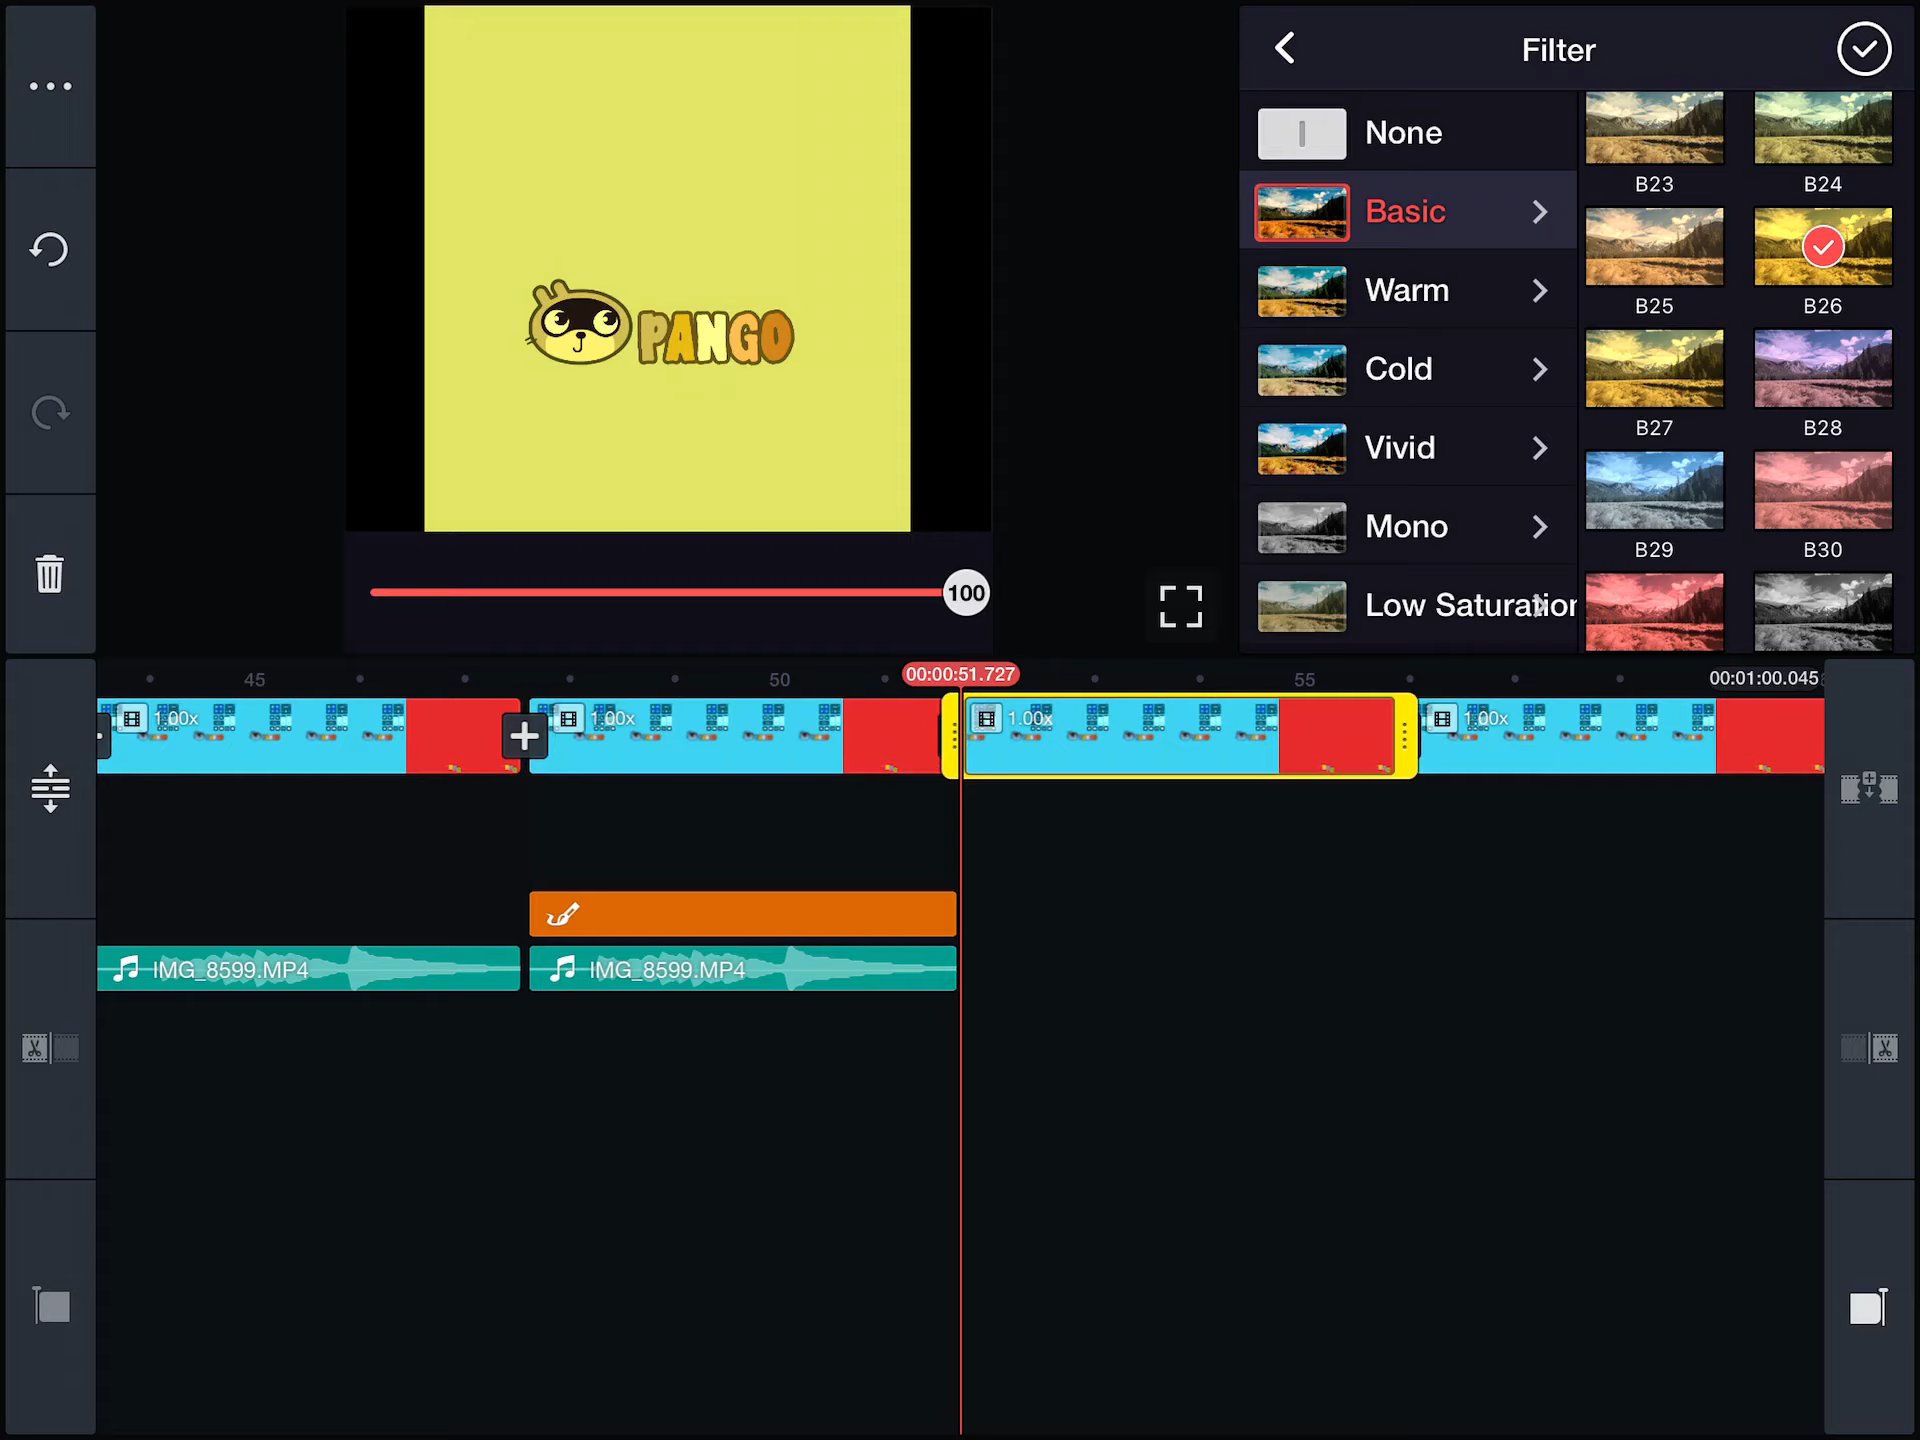 Filter
None
Basic
Warm
Cold
Vivid
Mono
Low Saturation
B23
B24
B25
B26
B27
B28
B29
B30
PANGO
100
45
50
00:00:51.727
55
00:01:00.045
1.00x
1.00x
1.00x
1.00x
IMG_8599.MP4
IMG_8599.MP4